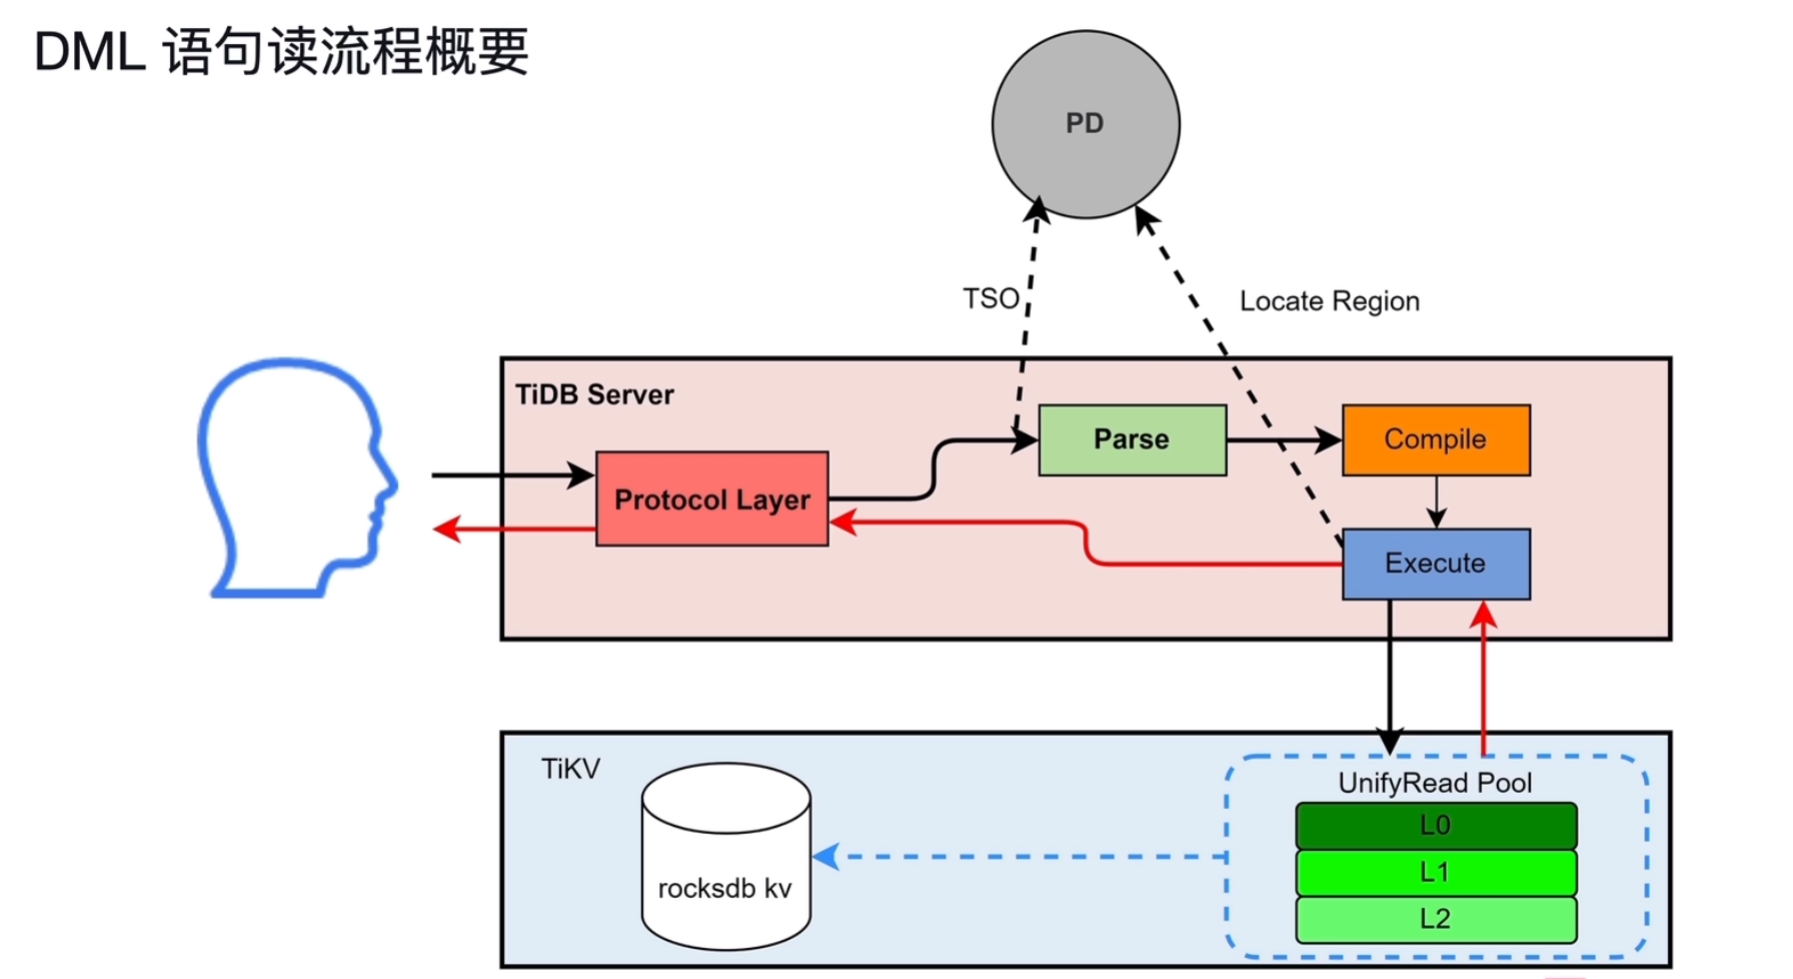 DML 语句读流程概要
PD
TSO
Locate Region
TiDB Server
Parse
Compile
Protocol Layer
Execute
TiKV
UnifyRead Pool
L0
L1
rocksdb kv
L2